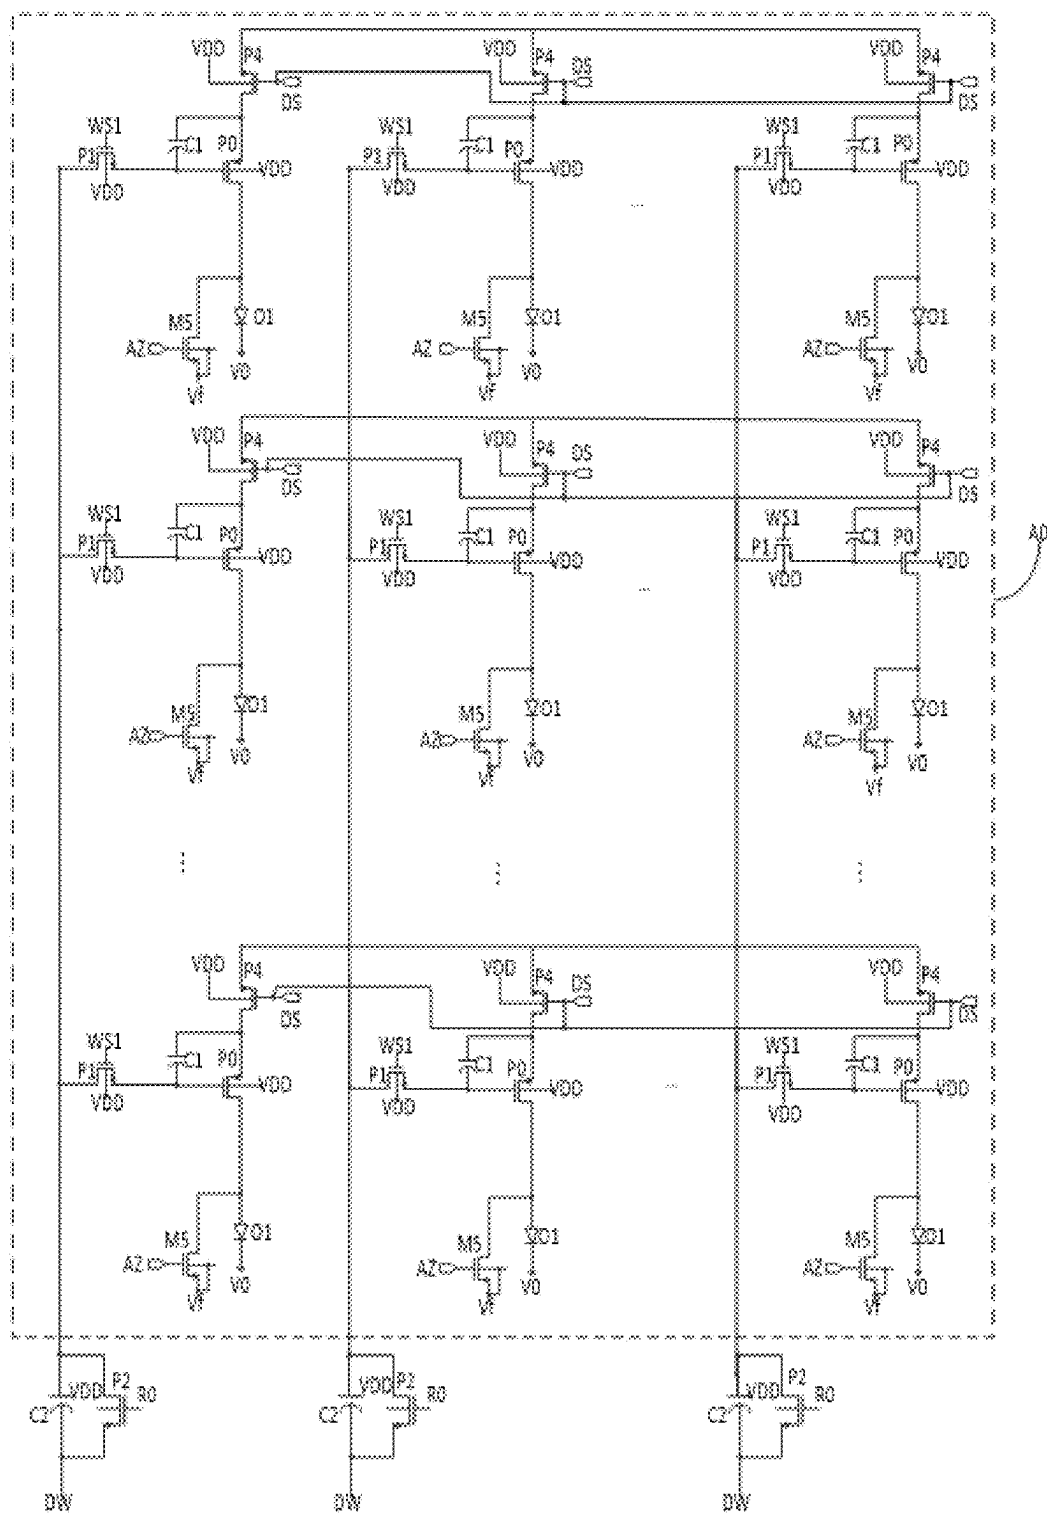 VDD P4 VDD P4 DS VDD P4
DS DS
WS1 C1 P0 WS1 C1 P0 WS1 C1 P0
P1 VDD P1 VDD P1 VDD
VDD VDD VDD
...
M5 O1 M5 O1 M5 O1
AZ V0 AZ V0 AZ V0
Vf Vf Vf
VDD P4 VDD P4 DS VDD P4
DS DS
WS1 C1 P0 WS1 C1 P0 WS1 C1 P0
A0
P1 VDD P1 VDD P1 VDD
VDD VDD VDD
...
M5 O1 M5 O1 M5 O1
AZ V0 AZ V0 AZ V0
Vf Vf Vf
... ... ...
VDD P4 VDD P4 DS VDD P4
DS DS
WS1 C1 P0 WS1 C1 P0 WS1 C1 P0
P1 VDD P1 VDD P1 VDD
VDD VDD VDD
...
M5 O1 M5 O1 M5 O1
AZ V0 AZ V0 AZ V0
Vf Vf Vf
VDD P2 R0 VDD P2 R0 VDD P2 R0
C2 C2 C2
DW DW DW